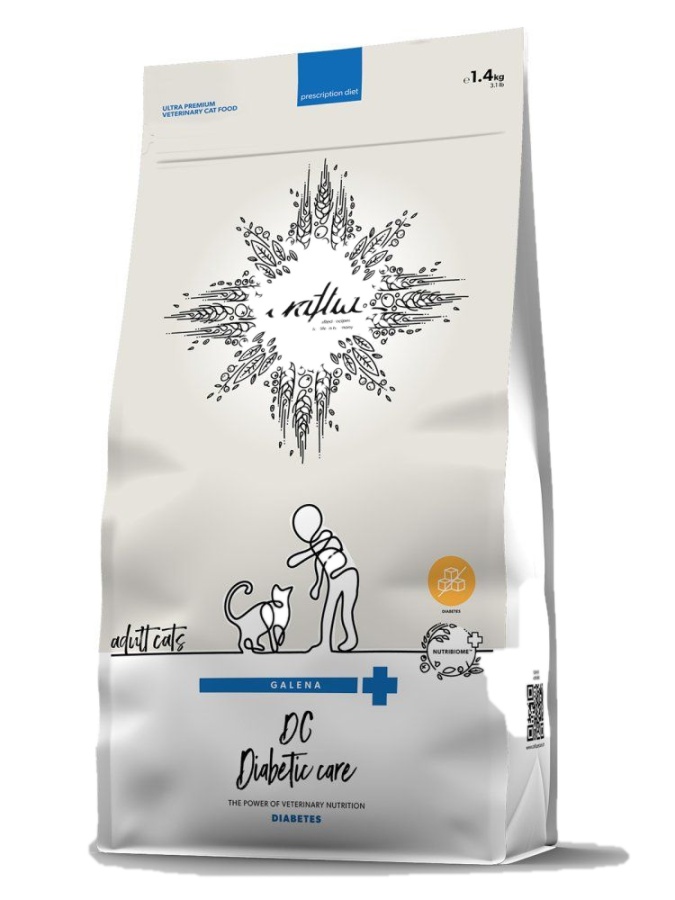 prescription diet
℮1.4kg
3.1 lb
ULTRA PREMIUM
VETERINARY CAT FOOD
DIABETES
adult cats
NUTRIBIOME™
GALENA
DC
Diabetic care
THE POWER OF VETERINARY NUTRITION
DIABETES